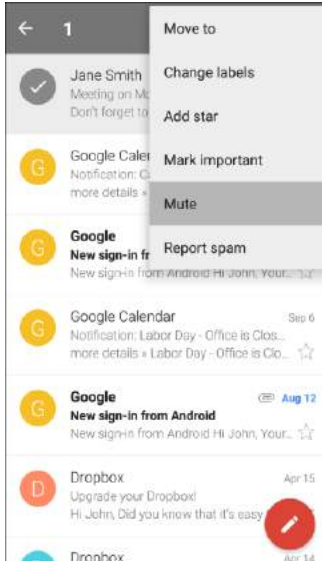 1
Move to
Change labels
Add star
Mark important
Mute
Report spam
Jane Smith
Meeting on Mo
Don't forget to
G
Google Caler
Notification: C
more details »
G
Google
New sign-in fr
New sign-in from Android Hi John, Your...
G
Google Calendar Sep 6
Notification: Labor Day - Office is Clos...
more details » Labor Day - Office is Clo...
G
Google Aug 12
New sign-in from Android
New sign-in from Android Hi John, Your...
D
Dropbox Apr 15
Upgrade your Dropbox!
Hi John, Did you know that it's easy
Dropbox Apr 14